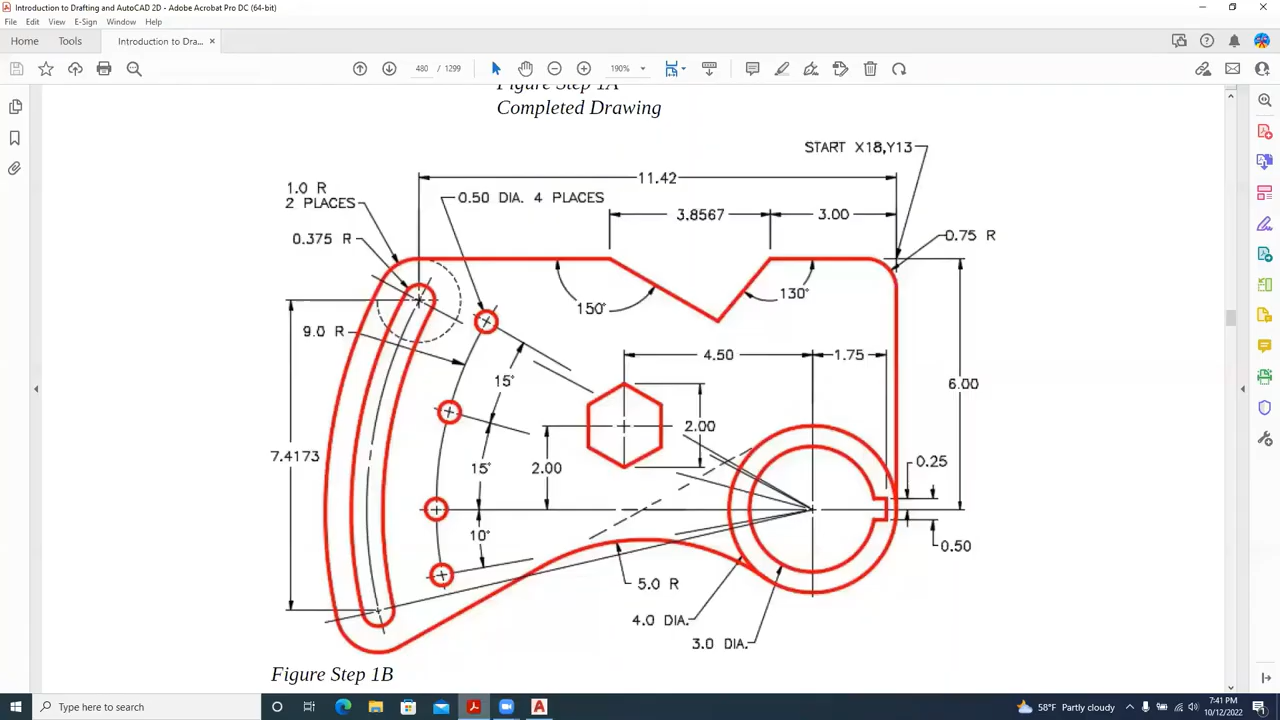 Introduction to Drafting and AutoCAD 2D - Adobe Acrobat Pro DC (64-bit)
File Edit View E-Sign Window Help
Home Tools Introduction to Dra... ×
480 / 1299 190%
Figure Step 1A
Completed Drawing
START X18,Y13
11.42
1.0 R
2 PLACES
0.50 DIA. 4 PLACES
3.8567
3.00
0.375 R
0.75 R
150°
130°
9.0 R
4.50
1.75
15°
6.00
2.00
7.4173
15°
2.00
0.25
10°
0.50
5.0 R
4.0 DIA.
3.0 DIA.
Figure Step 1B
Type here to search
58°F Partly cloudy
7:41 PM
10/12/2022